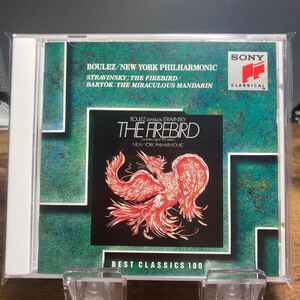 BOULEZ/NEW YORK PHILHARMONIC
STRAVINSKY: THE FIREBIRD/
BARTÓK: THE MIRACULOUS MANDARIN
SONY
CLASSICAL
BOULEZ conducts STRAVINSKY
THE FIREBIRD
NEW YORK PHILHARMONIC
BEST CLASSICS 100